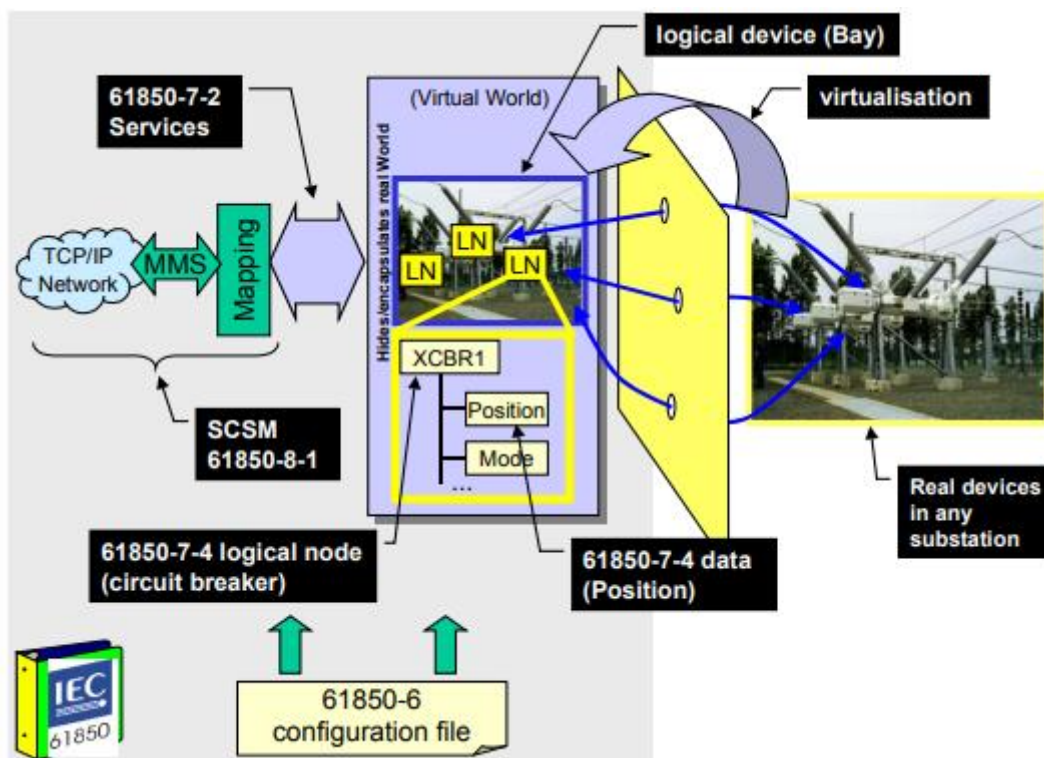 logical device (Bay)
61850-7-2
Services
(Virtual World)
virtualisation
Hides/encapsulates real World
TCP/IP
Network
MMS
Mapping
LN
LN
LN
XCBR1
Position
Mode
...
SCSM
61850-8-1
Real devices
in any
substation
61850-7-4 logical node
(circuit breaker)
61850-7-4 data
(Position)
IEC
61850
61850-6
configuration file